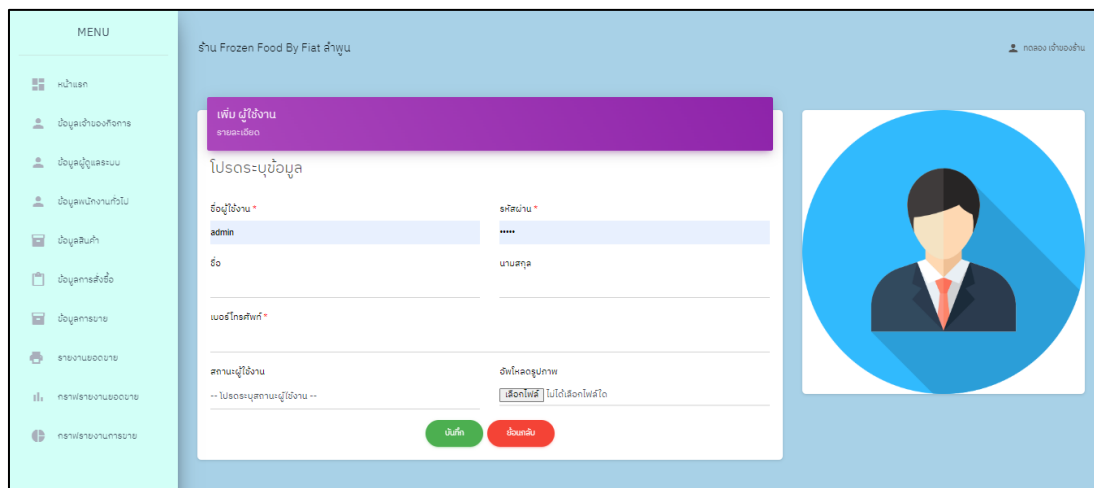 MENU
หน้าแรก
ข้อมูลเจ้าของกิจการ
ข้อมูลผู้ดูแลระบบ
ข้อมูลพนักงานทั่วไป
ข้อมูลสินค้า
ข้อมูลการสั่งซื้อ
ข้อมูลการขาย
รายงานยอดขาย
กราฟรายงานยอดขาย
กราฟรายงานการขาย
ร้าน Frozen Food By Fiat ลำพูน
ทดลอง เจ้าของร้าน
เพิ่ม ผู้ใช้งาน
รายละเอียด
โปรดระบุข้อมูล
ชื่อผู้ใช้งาน * รหัสผ่าน *
admin •••••
ชื่อ นามสกุล
เบอร์โทรศัพท์ *
สถานะผู้ใช้งาน อัพโหลดรูปภาพ
-- โปรดระบุสถานะผู้ใช้งาน -- เลือกไฟล์ ไม่ได้เลือกไฟล์ใด
บันทึก ย้อนกลับ